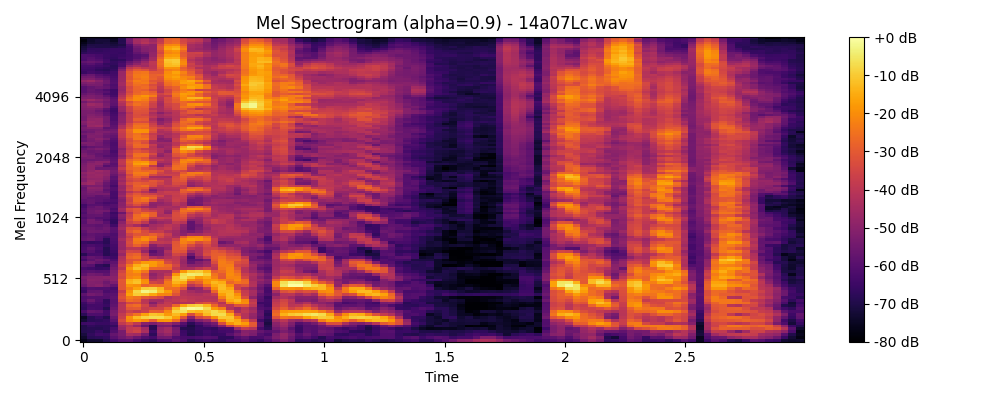 Mel Spectrogram (alpha=0.9) - 14a07Lc.wav
Mel Frequency
4096
2048
1024
512
0
0
0.5
1
1.5
2
2.5
Time
+0 dB
-10 dB
-20 dB
-30 dB
-40 dB
-50 dB
-60 dB
-70 dB
-80 dB